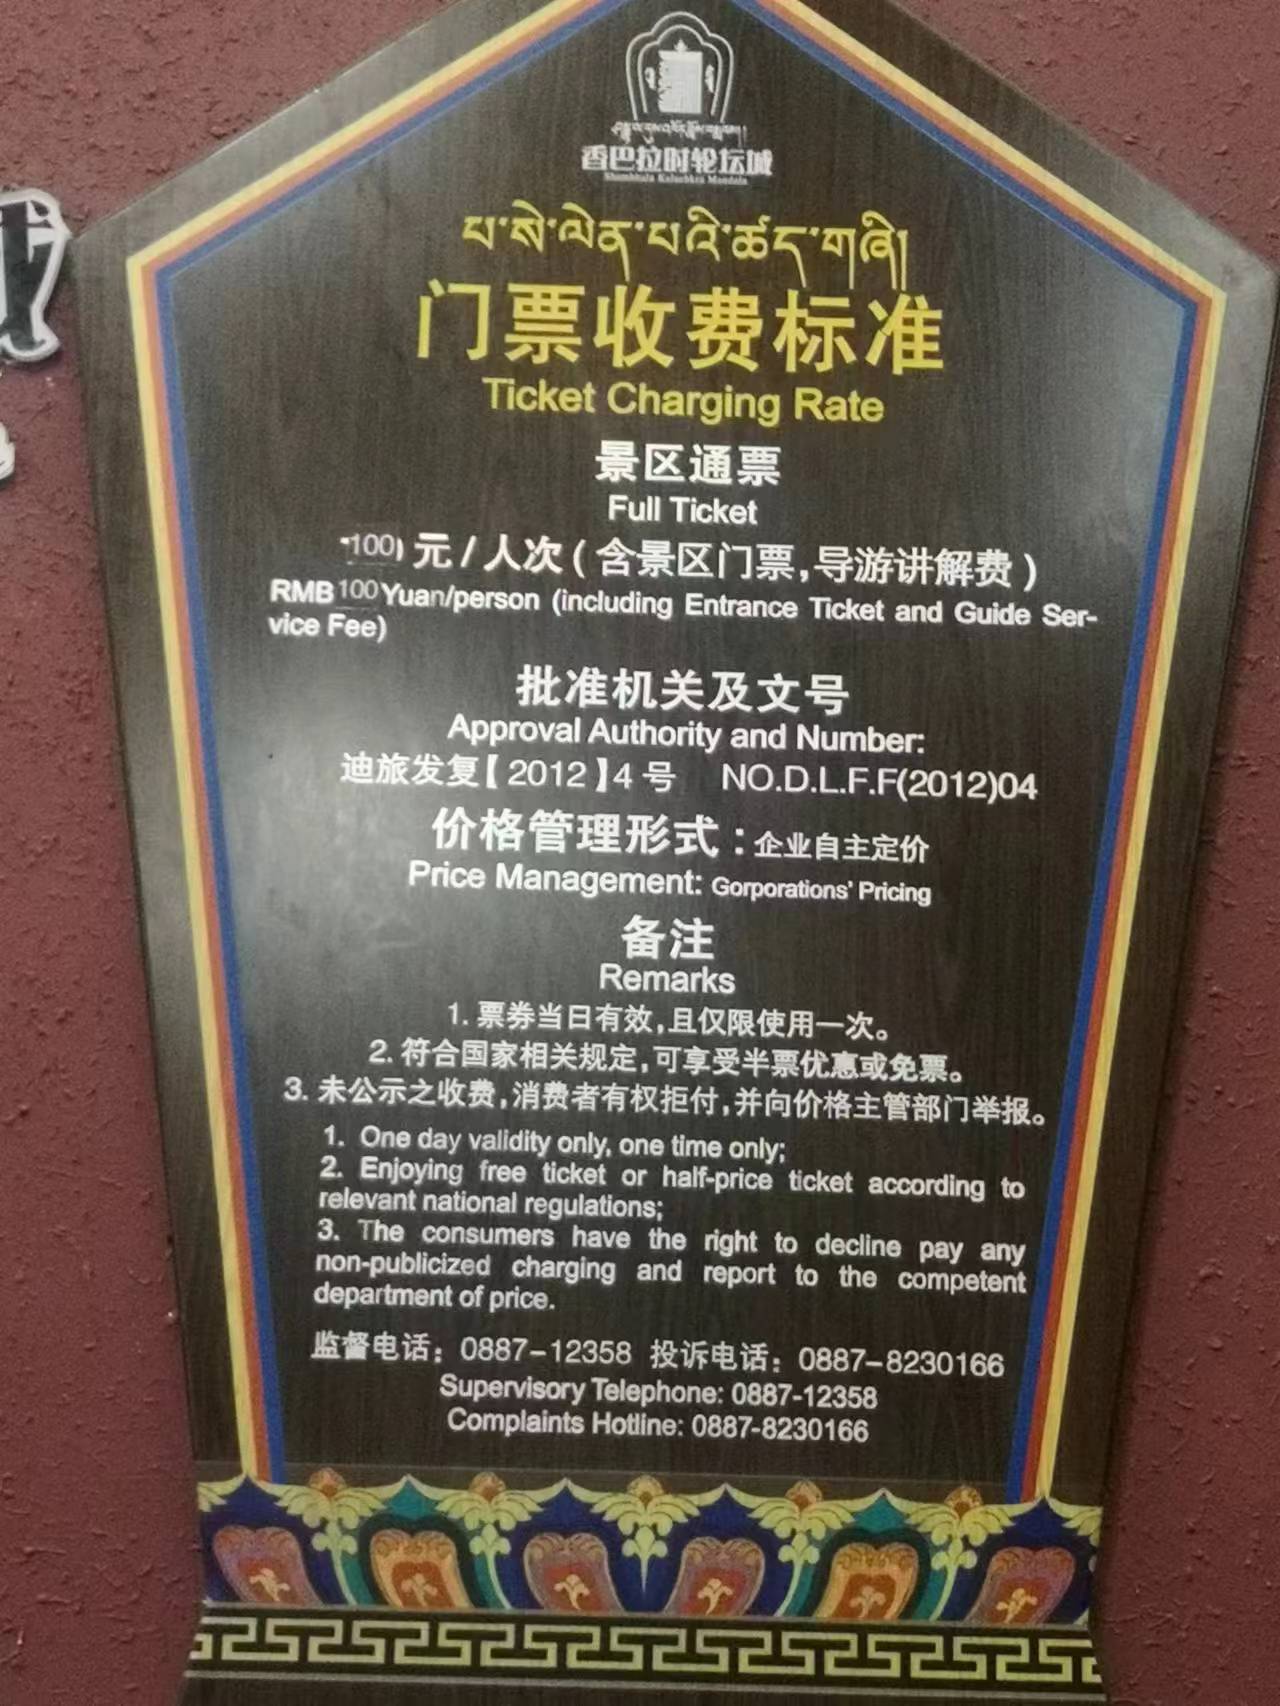 香巴拉时轮坛城
Shambhala Kalachkra Mandala
པ་སེ་ལེན་པའི་ཚད་གཞི།
门票收费标准
Ticket Charging Rate
景区通票
Full Ticket
100 元 / 人次 ( 含景区门票，导游讲解费 )
RMB 100 Yuan/person (including Entrance Ticket and Guide Ser-
vice Fee)
批准机关及文号
Approval Authority and Number:
迪旅发复【 2012 】4 号 NO.D.L.F.F(2012)04
价格管理形式：企业自主定价
Price Management: Gorporations' Pricing
备注
Remarks
1. 票券当日有效，且仅限使用一次。
2. 符合国家相关规定，可享受半票优惠或免票。
3. 未公示之收费，消费者有权拒付，并向价格主管部门举报。
1. One day validity only, one time only;
2. Enjoying free ticket or half-price ticket according to
relevant national regulations;
3. The consumers have the right to decline pay any
non-publicized charging and report to the competent
department of price.
监督电话：0887-12358 投诉电话：0887-8230166
Supervisory Telephone: 0887-12358
Complaints Hotline: 0887-8230166